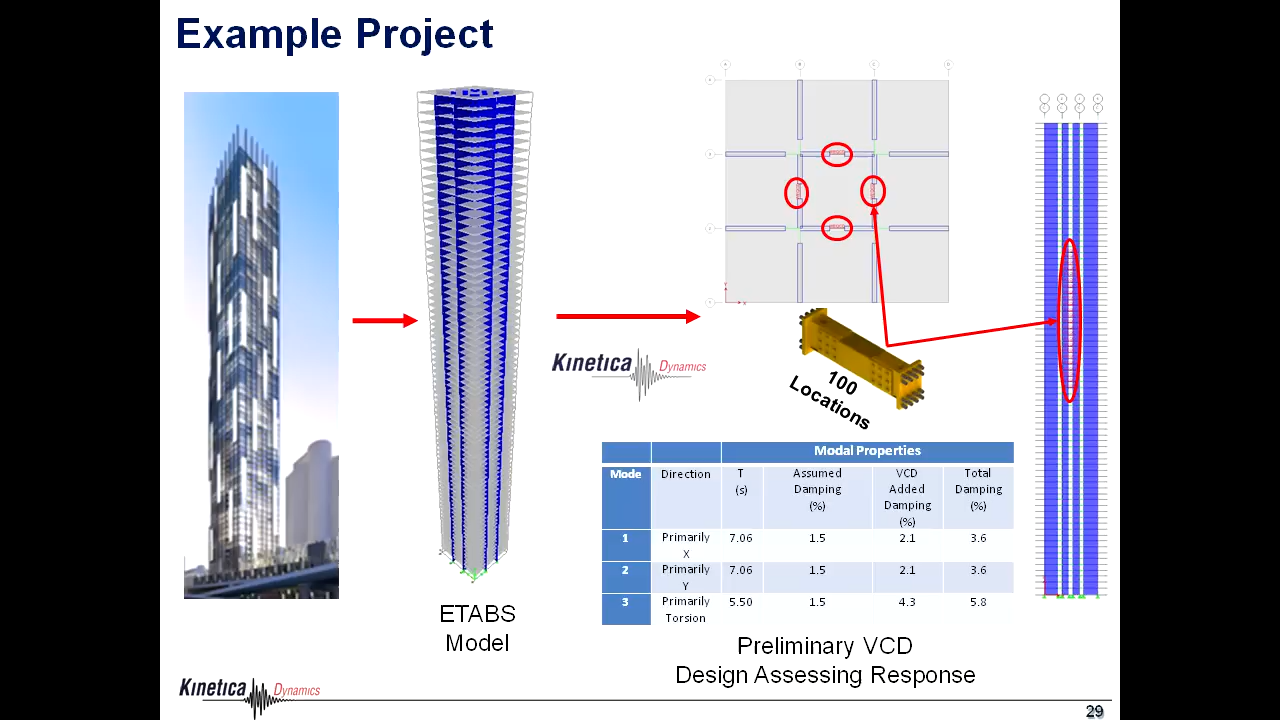 Example Project
A
B
C
D
Kinetica Dynamics
100
Locations
Modal Properties
Mode
Direction
T
(s)
Assumed
Damping
(%)
VCD
Added
Damping
(%)
Total
Damping
(%)
1
Primarily
X
7.06
1.5
2.1
3.6
2
Primarily
Y
7.06
1.5
2.1
3.6
3
Primarily
Torsion
5.50
1.5
4.3
5.8
ETABS
Model
Preliminary VCD
Design Assessing Response
Kinetica Dynamics
29